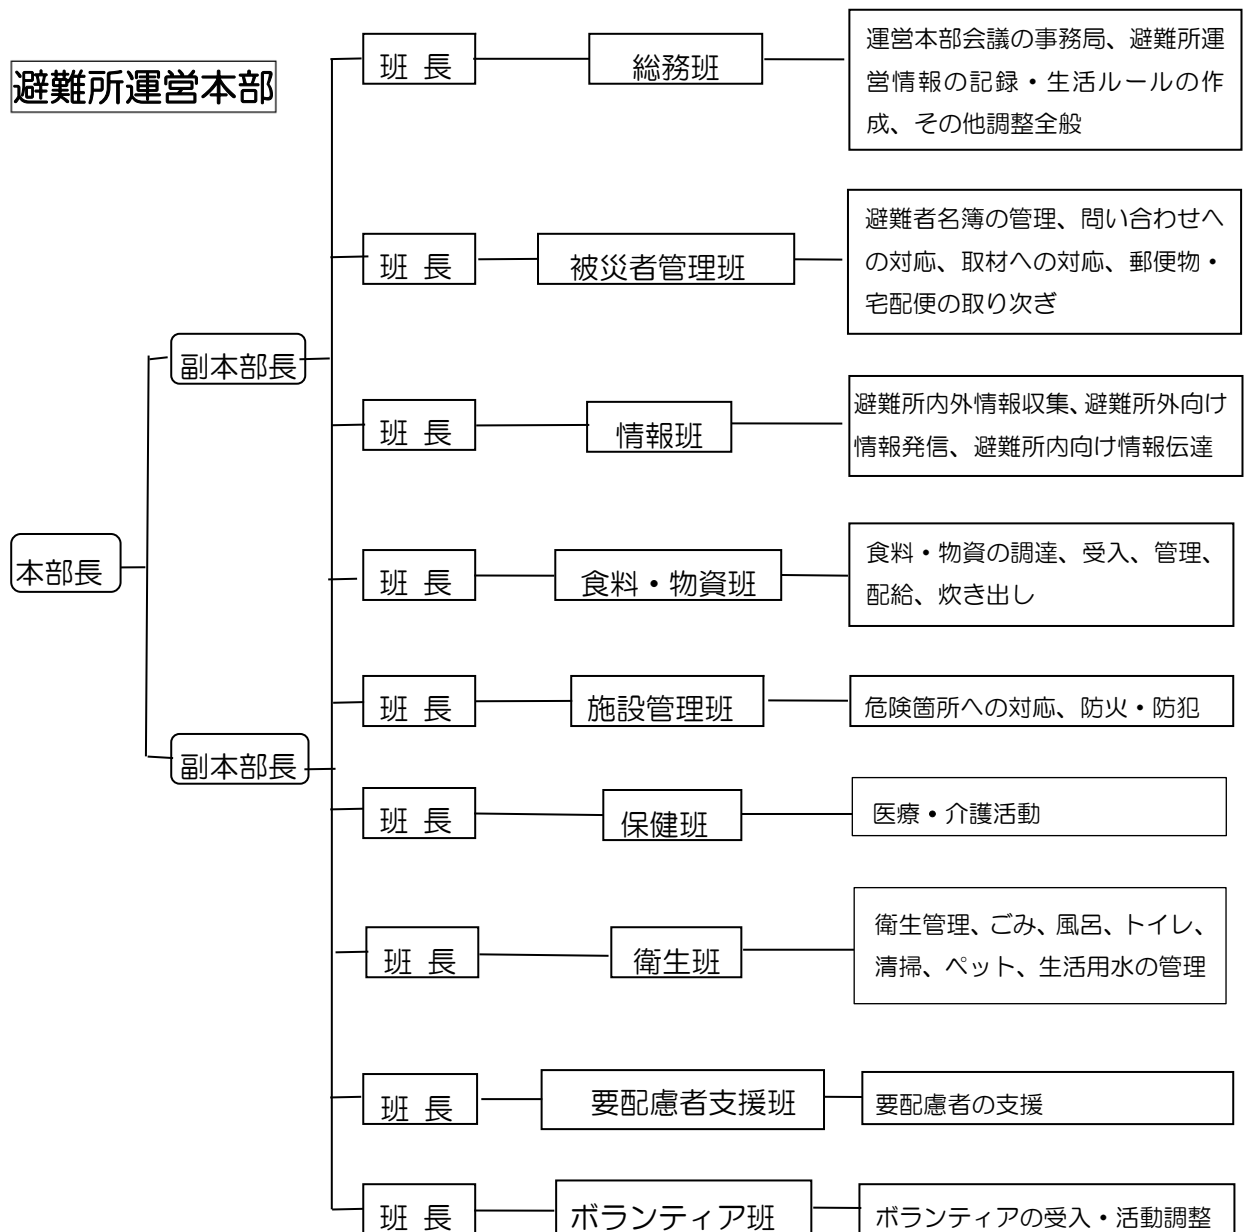 避難所運営本部
班 長
総務班
運営本部会議の事務局、避難所運
営情報の記録・生活ルールの作
成、その他調整全般
班 長
被災者管理班
避難者名簿の管理、問い合わせへ
の対応、取材への対応、郵便物・
宅配便の取り次ぎ
副本部長
班 長
情報班
避難所内外情報収集、避難所外向け
情報発信、避難所内向け情報伝達
本部長
班 長
食料・物資班
食料・物資の調達、受入、管理、
配給、炊き出し
班 長
施設管理班
危険箇所への対応、防火・防犯
副本部長
班 長
保健班
医療・介護活動
班 長
衛生班
衛生管理、ごみ、風呂、トイレ、
清掃、ペット、生活用水の管理
班 長
要配慮者支援班
要配慮者の支援
班 長
ボランティア班
ボランティアの受入・活動調整